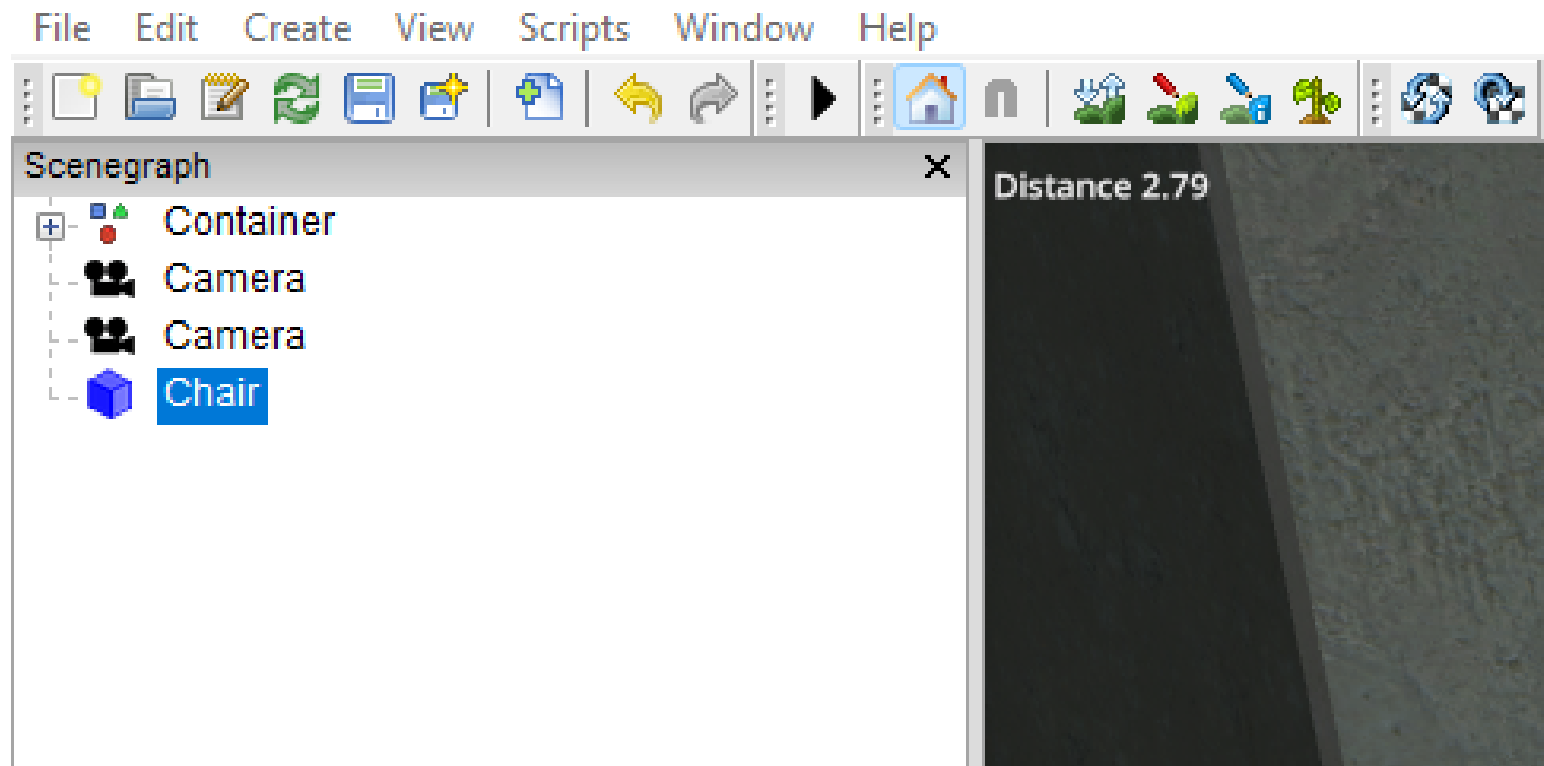 File Edit Create View Scripts Window Help
Scenegraph
Distance 2.79
Container
Camera
Camera
Chair